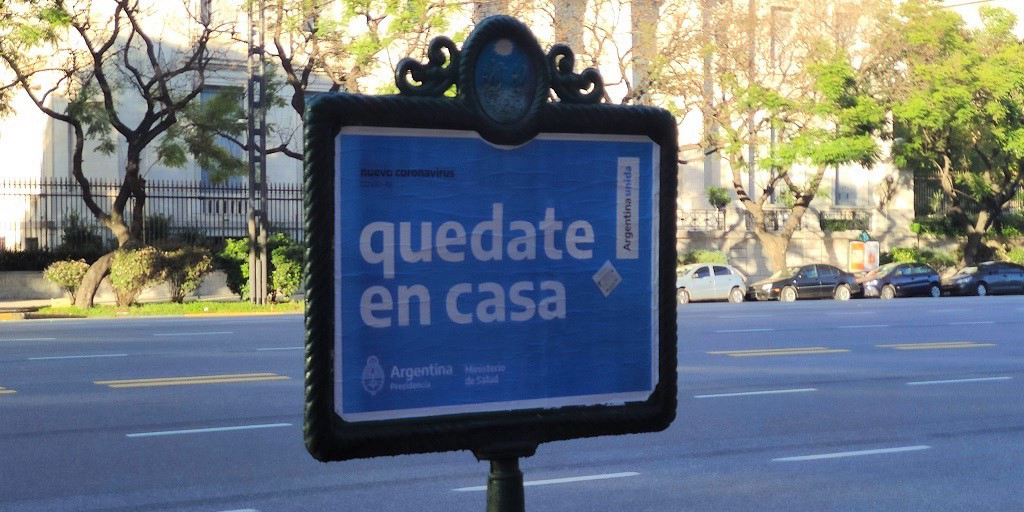 nuevo coronavirus
COVID-19
quedate
en casa
Argentina unida
Argentina
Presidencia
Ministerio
de Salud